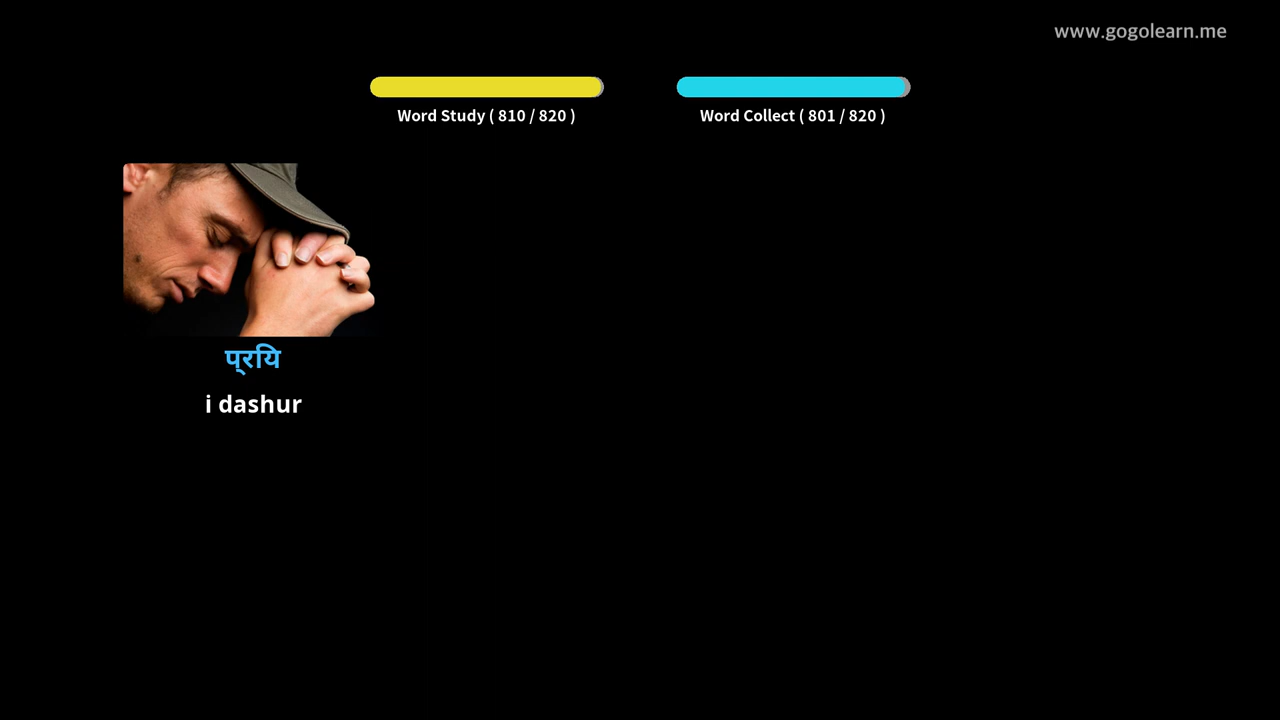 www.gogolearn.me
Word Study ( 810 / 820 )
Word Collect ( 801 / 820 )
प्‌रयि
i dashur